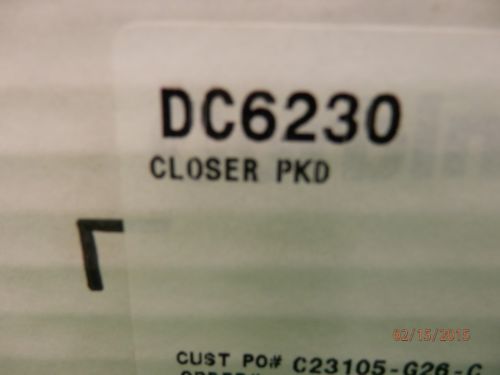 DC6230
CLOSER PKD
02/15/2015
CUST PO# C23105-G26-C